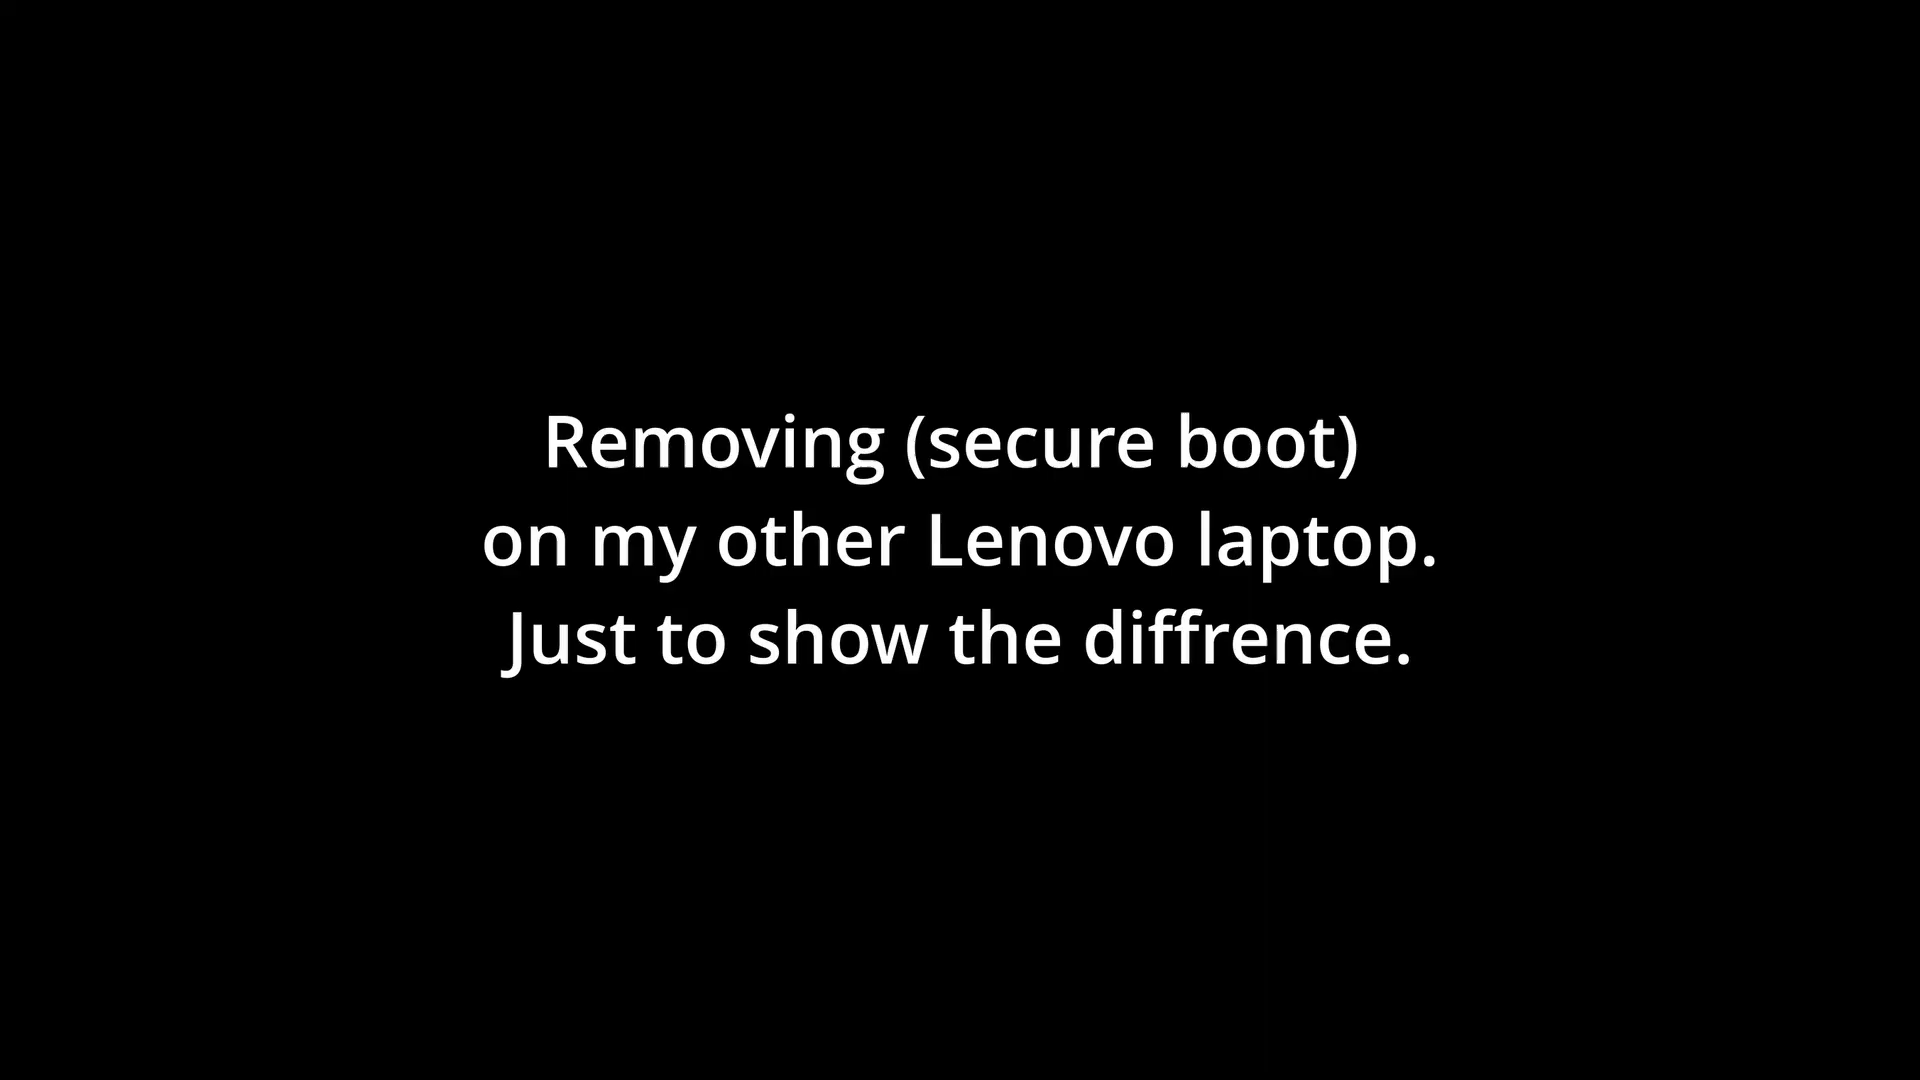 Removing (secure boot)
on my other Lenovo laptop.
Just to show the diffrence.